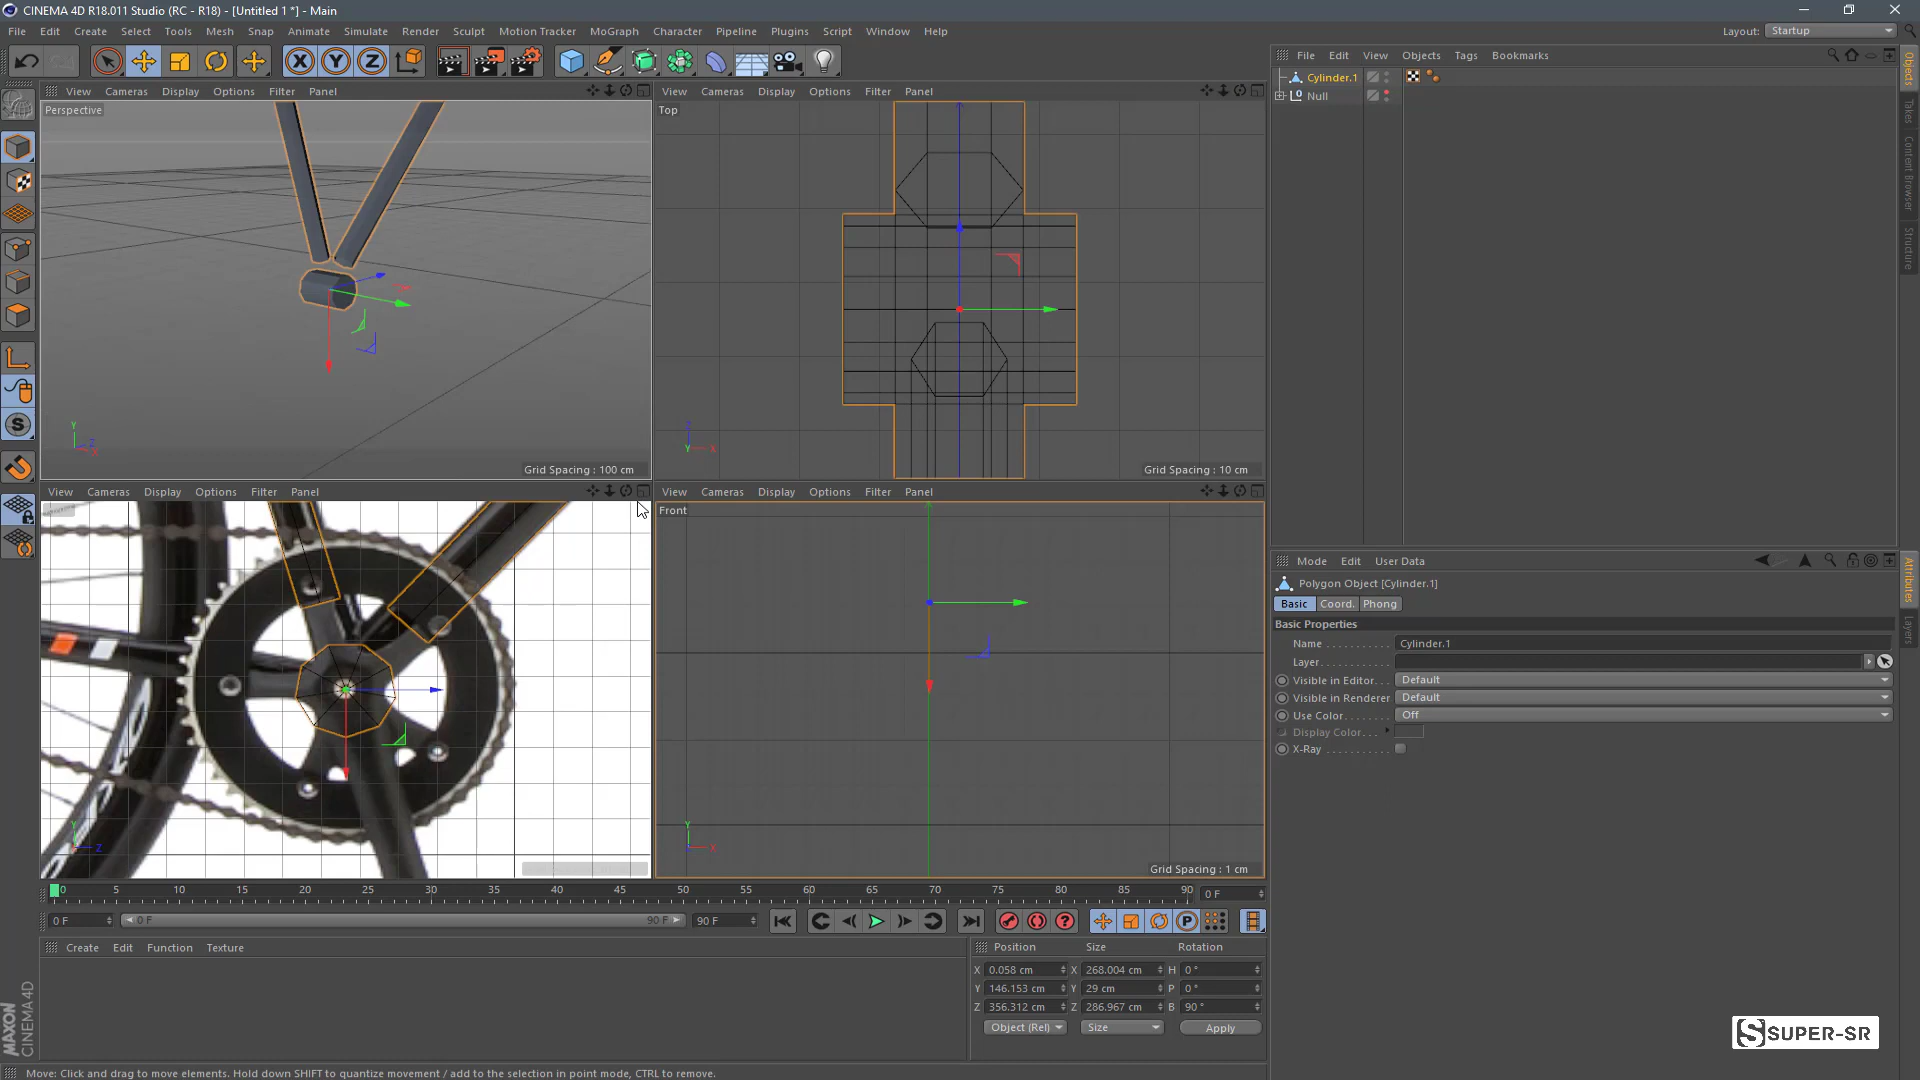 CINEMA 4D R18.011 Studio (RC - R18) - [Untitled 1 *] - Main
File Edit Create Select Tools Mesh Snap Animate Simulate Render Sculpt Motion Tracker MoGraph Character Pipeline Plugins Script Window Help
Layout: Startup
X Y Z
File Edit View Objects Tags Bookmarks
Cylinder.1
Null
Objects
Takes
Content Browser
Structure
View Cameras Display Options Filter Panel
Perspective
Y
Z
X
Grid Spacing : 100 cm
View Cameras Display Options Filter Panel
Top
Z
Y X
Grid Spacing : 10 cm
View Cameras Display Options Filter Panel
Y
Z
View Cameras Display Options Filter Panel
Front
Y
X
Grid Spacing : 1 cm
Mode Edit User Data
Polygon Object [Cylinder.1]
Basic Coord. Phong
Basic Properties
Name Cylinder.1
Layer
Visible in Editor Default
Visible in Renderer Default
Use Color Off
Display Color
X-Ray
Attributes
Layers
0 5 10 15 20 25 30 35 40 45 50 55 60 65 70 75 80 85 90 0 F
0 F 0 F 90 F 90 F
Create Edit Function Texture
Position Size Rotation
X 0.058 cm X 268.004 cm H 0 °
Y 146.153 cm Y 29 cm P 0 °
Z 356.312 cm Z 286.967 cm B 90 °
Object (Rel) Size Apply
MAXON
CINEMA 4D
SUPER-SR
Move: Click and drag to move elements. Hold down SHIFT to quantize movement / add to the selection in point mode, CTRL to remove.